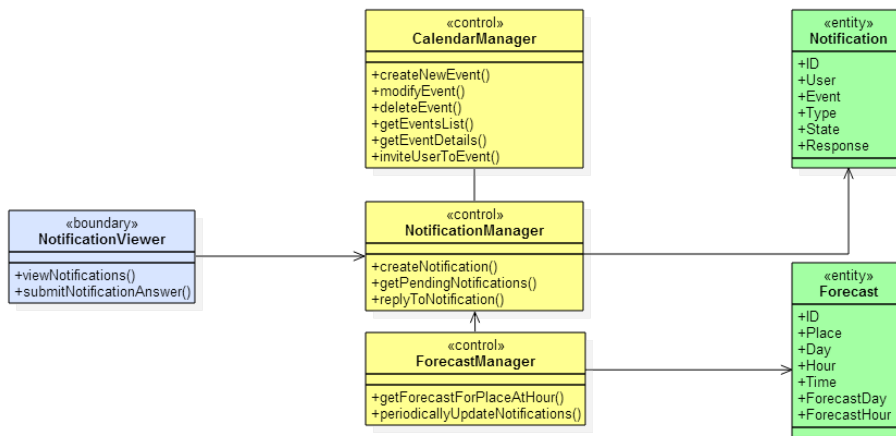 «control»
CalendarManager
+createNewEvent()
+modifyEvent()
+deleteEvent()
+getEventsList()
+getEventDetails()
+inviteUserToEvent()
«entity»
Notification
+ID
+User
+Event
+Type
+State
+Response
«boundary»
NotificationViewer
+viewNotifications()
+submitNotificationAnswer()
«control»
NotificationManager
+createNotification()
+getPendingNotifications()
+replyToNotification()
«control»
ForecastManager
+getForecastForPlaceAtHour()
+periodicallyUpdateNotifications()
«entity»
Forecast
+ID
+Place
+Day
+Hour
+Time
+ForecastDay
+ForecastHour